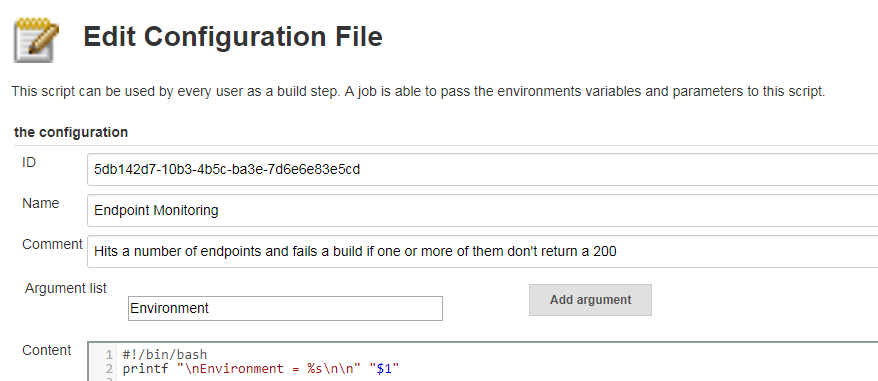 Edit Configuration File
This script can be used by every user as a build step. A job is able to pass the environments variables and parameters to this script.
the configuration
ID
5db142d7-10b3-4b5c-ba3e-7d6e6e83e5cd
Name
Endpoint Monitoring
Comment
Hits a number of endpoints and fails a build if one or more of them don't return a 200
Argument list
Environment
Add argument
Content
1 #!/bin/bash
2 printf "\nEnvironment = %s\n\n" "$1"